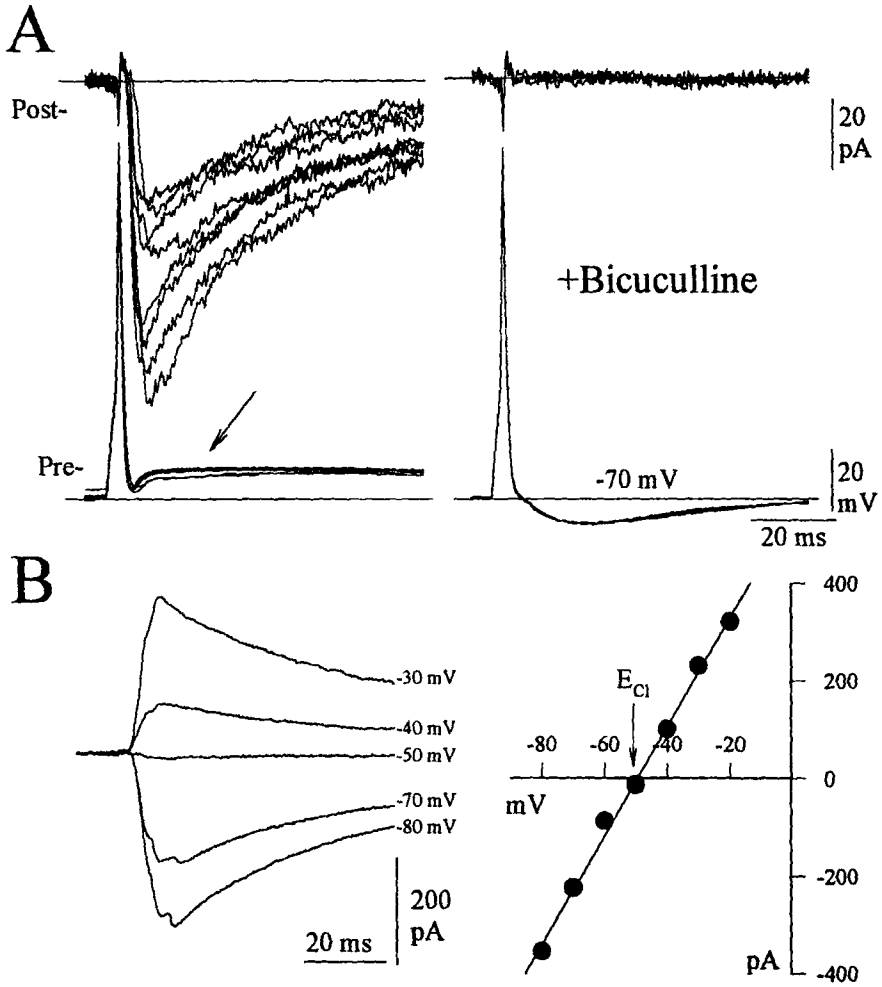 A
Post-
20
pA
+Bicuculline
Pre-
-70 mV
20
mV
20 ms
B
-30 mV
-40 mV
-50 mV
-70 mV
-80 mV
200
pA
20 ms
400
200
0
-200
-400
E_Cl
-80 -60 -40 -20
mV
pA